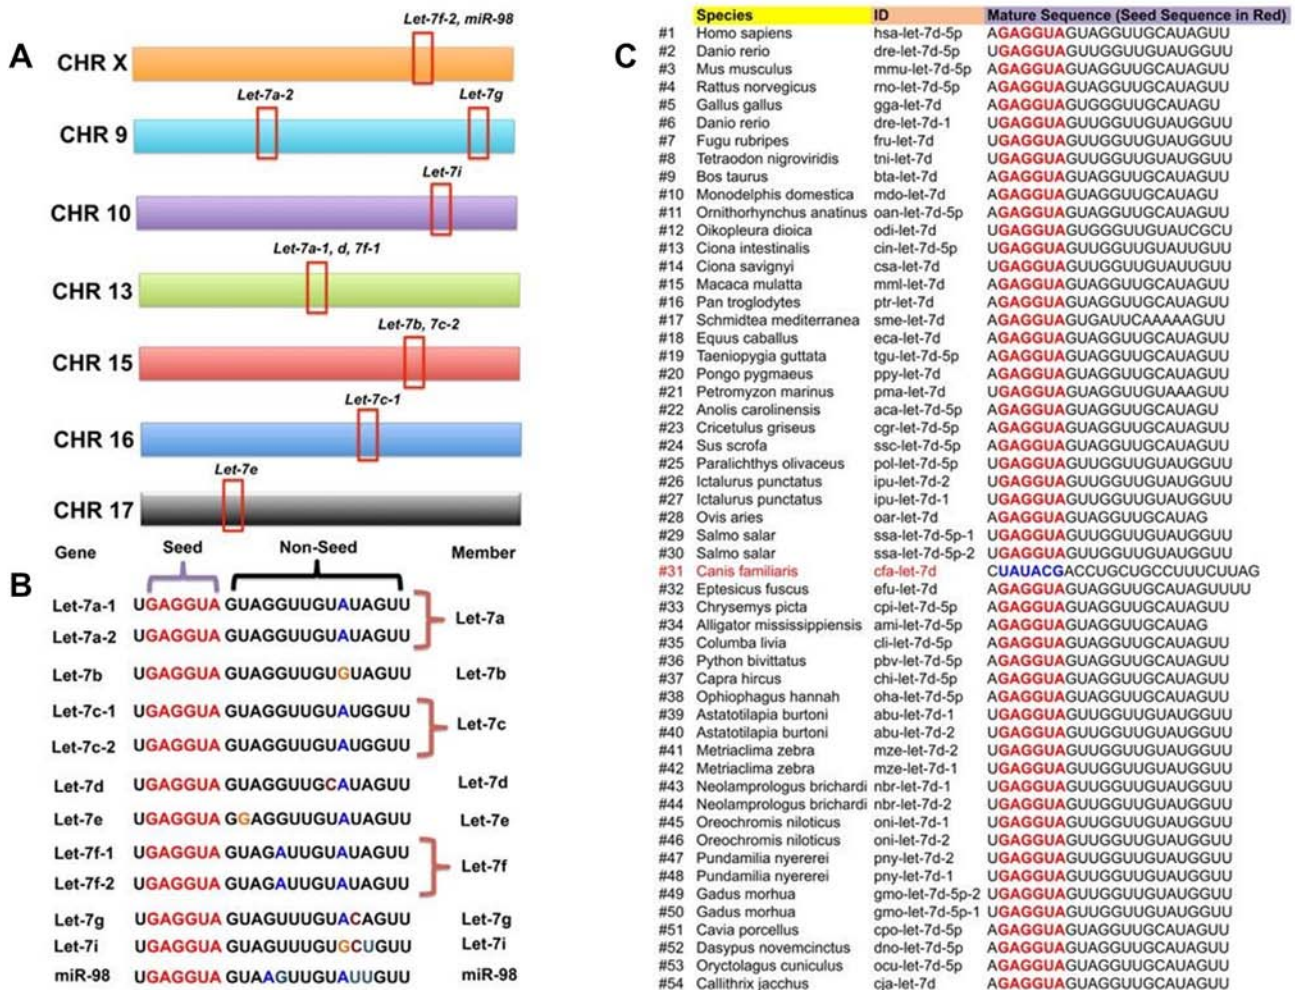 A
Let-7f-2, miR-98
CHR X
Let-7a-2 Let-7g
CHR 9
Let-7i
CHR 10
Let-7a-1, d, 7f-1
CHR 13
Let-7b, 7c-2
CHR 15
Let-7c-1
CHR 16
Let-7e
CHR 17
B
Gene Seed Non-Seed Member
Let-7a-1 UGAGGUA GUAGGUUGUAUAGUU
Let-7a
Let-7a-2 UGAGGUA GUAGGUUGUAUAGUU
Let-7b UGAGGUA GUAGGUUGUGUAGUU Let-7b
Let-7c-1 UGAGGUA GUAGGUUGUAUGGUU
Let-7c
Let-7c-2 UGAGGUA GUAGGUUGUAUGGUU
Let-7d UGAGGUA GUAGGUUGCAUAGUU Let-7d
Let-7e UGAGGUA GGAGGUUGUAUAGUU Let-7e
Let-7f-1 UGAGGUA GUAGAUUGUAUAGUU
Let-7f
Let-7f-2 UGAGGUA GUAGAUUGUAUAGUU
Let-7g UGAGGUA GUAGUUUGUACAGUU Let-7g
Let-7i UGAGGUA GUAGUUUGUGCUGUU Let-7i
miR-98 UGAGGUA GUAAGUUGUAUUGUU miR-98
C
Species ID Mature Sequence (Seed Sequence in Red)
#1 Homo sapiens hsa-let-7d-5p AGAGGUAGUAGGUUGCAUAGUU
#2 Danio rerio dre-let-7d-5p UGAGGUAGUUGGUUGUAUGGUU
#3 Mus musculus mmu-let-7d-5p AGAGGUAGUAGGUUGCAUAGUU
#4 Rattus norvegicus rno-let-7d-5p AGAGGUAGUAGGUUGCAUAGUU
#5 Gallus gallus gga-let-7d AGAGGUAGUGGGUUGCAUAGU
#6 Danio rerio dre-let-7d-1 UGAGGUAGUUGGUUGUAUGGUU
#7 Fugu rubripes fru-let-7d UGAGGUAGUUGGUUGUAUGGUU
#8 Tetraodon nigroviridis tni-let-7d UGAGGUAGUUGGUUGUAUGGUU
#9 Bos taurus bta-let-7d AGAGGUAGUAGGUUGCAUAGUU
#10 Monodelphis domestica mdo-let-7d AGAGGUAGUAGGUUGCAUAGU
#11 Ornithorhynchus anatinus oan-let-7d-5p AGAGGUAGUAGGUUGCAUAGUU
#12 Oikopleura dioica odi-let-7d UGAGGUAGUGGGUUGUAUCGCU
#13 Ciona intestinalis cin-let-7d-5p AGAGGUAGUUGGUUGUAUUGUU
#14 Ciona savignyi csa-let-7d UGAGGUAGUUGGUUGUAUUGUU
#15 Macaca mulatta mml-let-7d AGAGGUAGUAGGUUGCAUAGUU
#16 Pan troglodytes ptr-let-7d AGAGGUAGUAGGUUGCAUAGUU
#17 Schmidtea mediterranea sme-let-7d AGAGGUAGUGAUUCAAAAAGUU
#18 Equus caballus eca-let-7d AGAGGUAGUAGGUUGCAUAGUU
#19 Taeniopygia guttata tgu-let-7d-5p AGAGGUAGUAGGUUGCAUAGUU
#20 Pongo pygmaeus ppy-let-7d AGAGGUAGUAGGUUGCAUAGUU
#21 Petromyzon marinus pma-let-7d UGAGGUAGUUGGUUGUAAAGUU
#22 Anolis carolinensis aca-let-7d-5p AGAGGUAGUAGGUUGCAUAGU
#23 Cricetulus griseus cgr-let-7d-5p AGAGGUAGUAGGUUGCAUAGUU
#24 Sus scrofa ssc-let-7d-5p AGAGGUAGUAGGUUGCAUAGUU
#25 Paralichthys olivaceus pol-let-7d-5p UGAGGUAGUUGGUUGUAUGGUU
#26 Ictalurus punctatus ipu-let-7d-2 UGAGGUAGUUGGUUGUAUGGUU
#27 Ictalurus punctatus ipu-let-7d-1 UGAGGUAGUUGGUUGUAUGGUU
#28 Ovis aries oar-let-7d AGAGGUAGUAGGUUGCAUAG
#29 Salmo salar ssa-let-7d-5p-1 UGAGGUAGUUGGUUGUAUGGUU
#30 Salmo salar ssa-let-7d-5p-2 UGAGGUAGUUGGUUGUAUGGUU
#31 Canis familiaris cfa-let-7d CUAUACGACCUGCUGCCUUUCUUAG
#32 Eptesicus fuscus efu-let-7d AGAGGUAGUAGGUUGCAUAGUUUU
#33 Chrysemys picta cpi-let-7d-5p AGAGGUAGUAGGUUGCAUAGUU
#34 Alligator mississippiensis ami-let-7d-5p AGAGGUAGUAGGUUGCAUAG
#35 Columba livia cli-let-7d-5p AGAGGUAGUAGGUUGCAUAGUU
#36 Python bivittatus pbv-let-7d-5p AGAGGUAGUAGGUUGCAUAGUU
#37 Capra hircus chi-let-7d-5p AGAGGUAGUAGGUUGCAUAGUU
#38 Ophiophagus hannah oha-let-7d-5p AGAGGUAGUAGGUUGCAUAGUU
#39 Astatotilapia burtoni abu-let-7d-1 UGAGGUAGUUGGUUGUAUGGUU
#40 Astatotilapia burtoni abu-let-7d-2 UGAGGUAGUUGGUUGUAUGGUU
#41 Metriaclima zebra mze-let-7d-2 UGAGGUAGUUGGUUGUAUGGUU
#42 Metriaclima zebra mze-let-7d-1 UGAGGUAGUUGGUUGUAUGGUU
#43 Neolamprologus brichardi nbr-let-7d-1 UGAGGUAGUUGGUUGUAUGGUU
#44 Neolamprologus brichardi nbr-let-7d-2 UGAGGUAGUUGGUUGUAUGGUU
#45 Oreochromis niloticus oni-let-7d-1 UGAGGUAGUUGGUUGUAUGGUU
#46 Oreochromis niloticus oni-let-7d-2 UGAGGUAGUUGGUUGUAUGGUU
#47 Pundamilia nyererei pny-let-7d-2 UGAGGUAGUUGGUUGUAUGGUU
#48 Pundamilia nyererei pny-let-7d-1 UGAGGUAGUUGGUUGUAUGGUU
#49 Gadus morhua gmo-let-7d-5p-2 UGAGGUAGUUGGUUGUAUGGUU
#50 Gadus morhua gmo-let-7d-5p-1 UGAGGUAGUUGGUUGUAUGGUU
#51 Cavia porcellus cpo-let-7d-5p AGAGGUAGUAGGUUGCAUAGUU
#52 Dasypus novemcinctus dno-let-7d-5p AGAGGUAGUAGGUUGCAUAGUU
#53 Oryctolagus cuniculus ocu-let-7d-5p AGAGGUAGUAGGUUGCAUAGUU
#54 Callithrix jacchus cja-let-7d AGAGGUAGUAGGUUGCAUAGUU